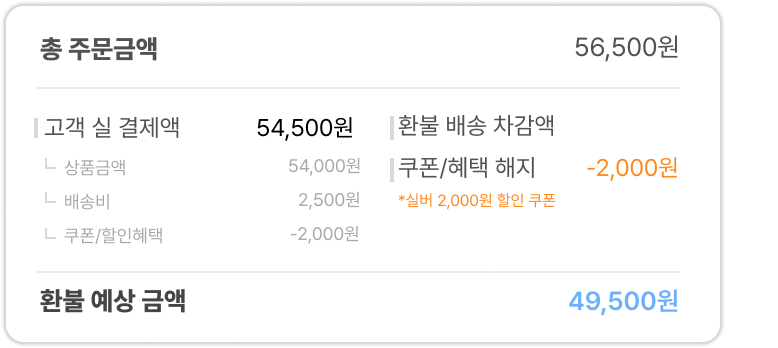 총 주문금액 56,500원
고객 실 결제액 54,500원
상품금액 54,000원
배송비 2,500원
쿠폰/할인혜택 -2,000원
환불 배송 차감액
쿠폰/혜택 해지 -2,000원
*실버 2,000원 할인 쿠폰
환불 예상 금액 49,500원